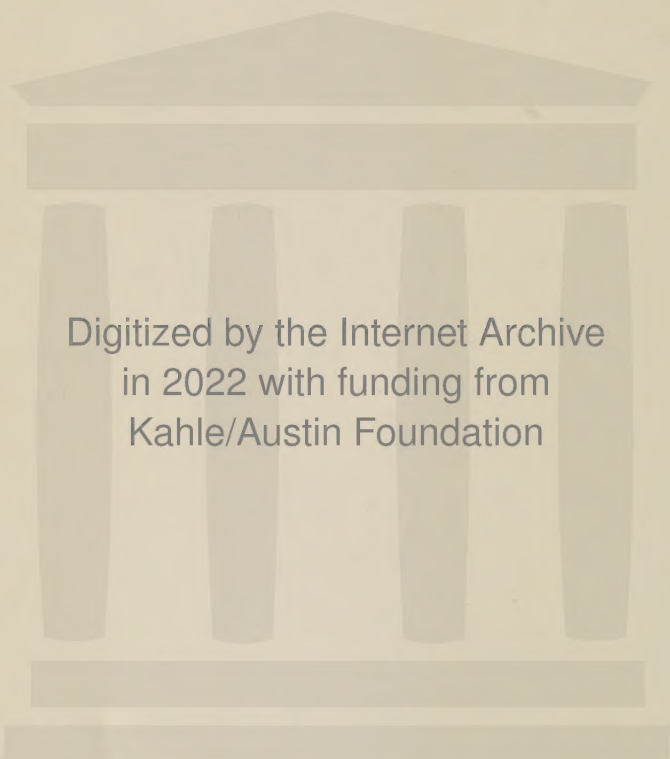 Digitized by the Internet Archive
in 2022 with funding from
Kahle/Austin Foundation